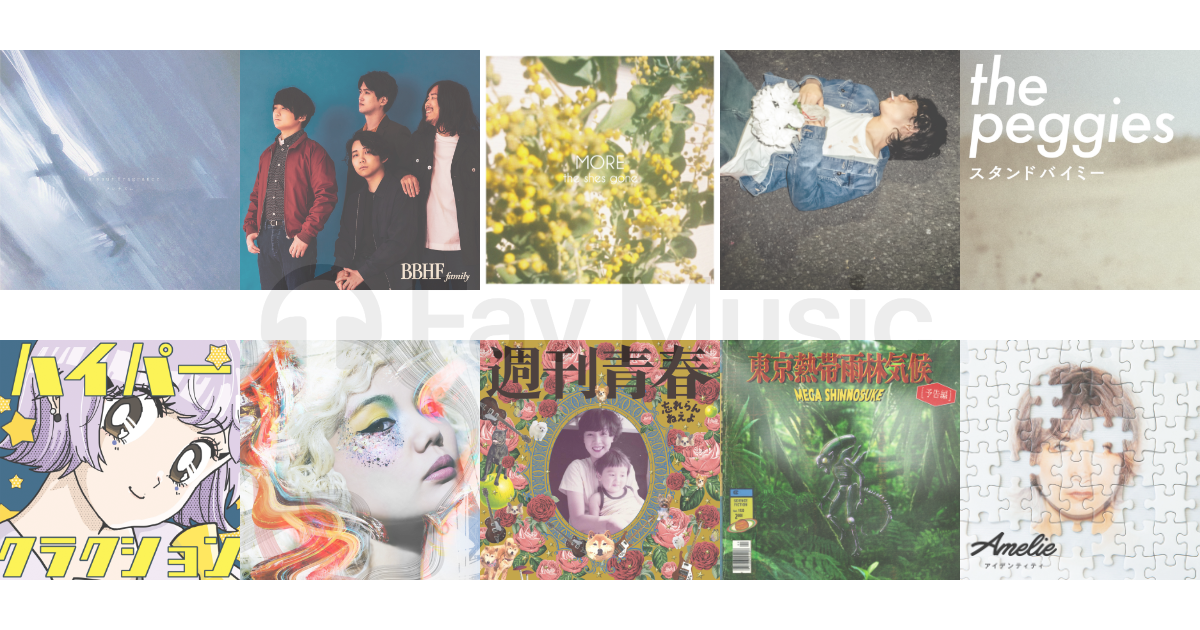 BBHF family
MORE
the shes gone
the
peggies
スタンドバイミー
Fav Music
ハイパー
クラクション
週刊青春
忘れらん
ねえよ
東京熱帯雨林気候
MEGA SHINNOSUKE
[予告編]
Amelie
アイデンティティ